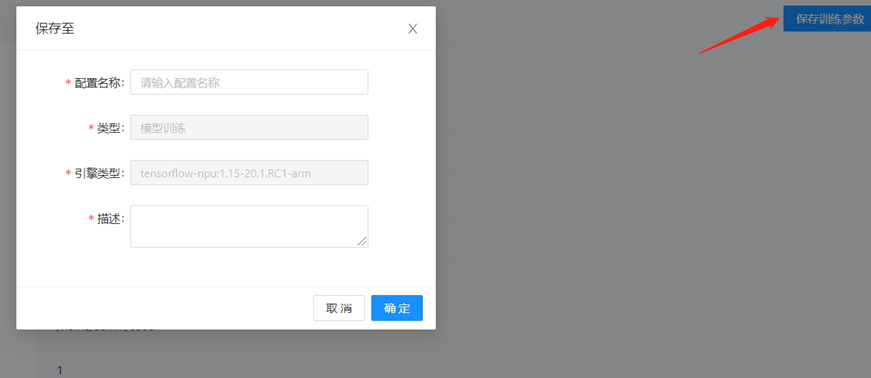 保存至
保存训练参数
* 配置名称：
请输入配置名称
* 类型：
模型训练
* 引擎类型：
tensorflow-npu:1.15-20.1.RC1-arm
* 描述：
取 消
确 定
1